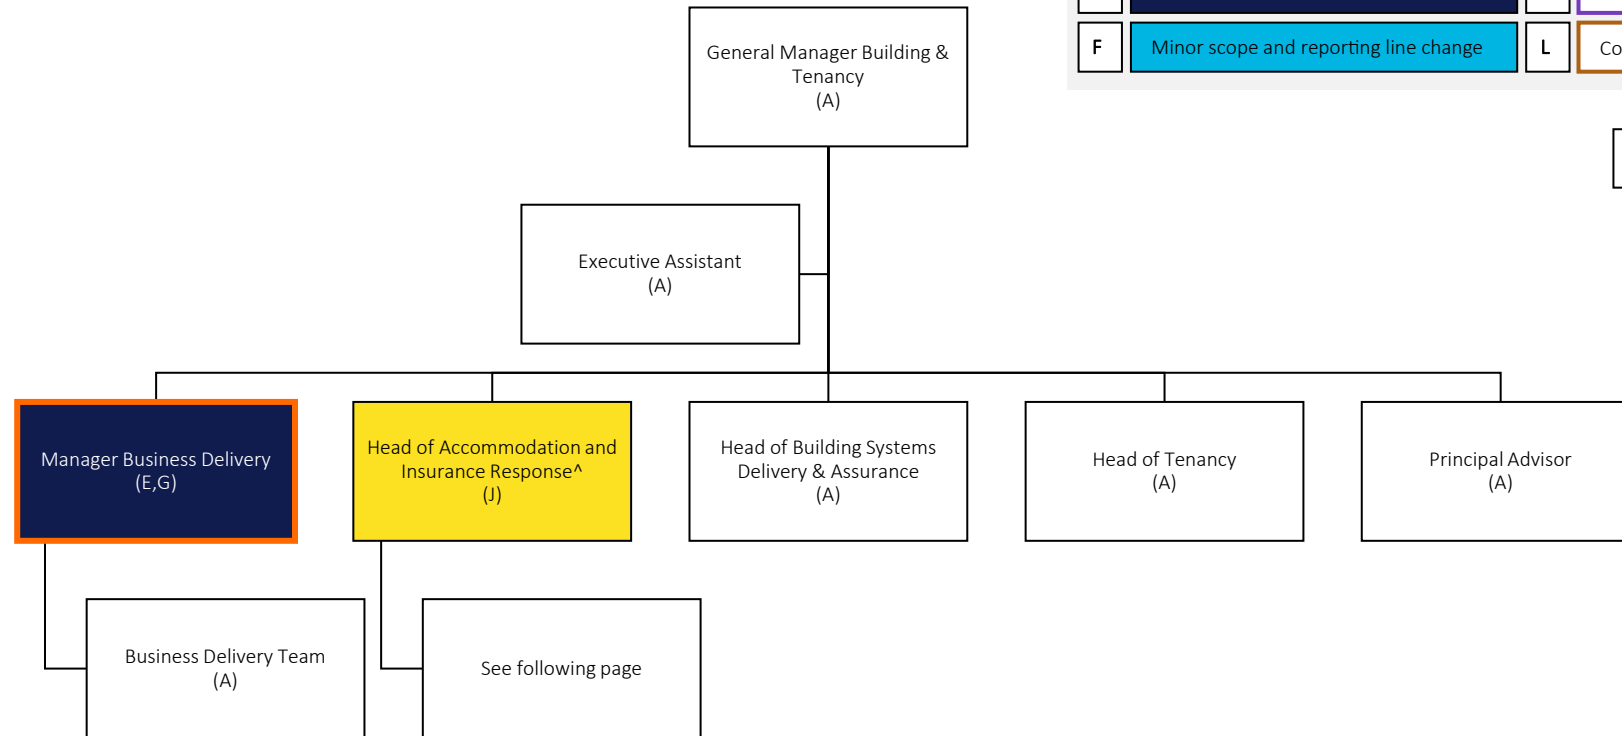 F
Minor scope and reporting line change
L
General Manager Building &
Tenancy
(A)
Executive Assistant
(A)
Manager Business Delivery
(E,G)
Head of Accommodation and
Insurance Response^
(J)
Head of Building Systems
Delivery & Assurance
(A)
Head of Tenancy
(A)
Principal Advisor
(A)
Business Delivery Team
(A)
See following page